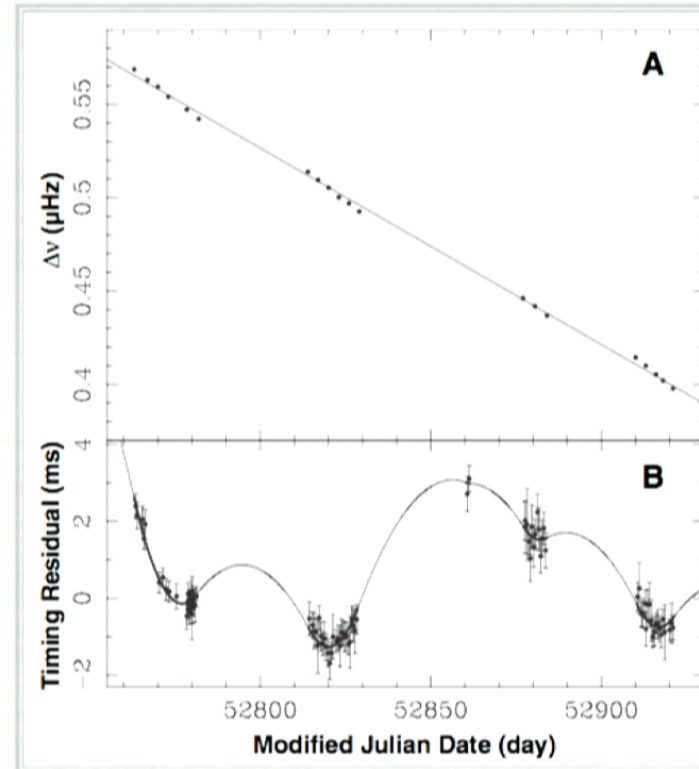 A
0.55
0.5
0.45
0.4
Δν (μHz)
B
4
2
0
−2
Timing Residual (ms)
52800 52850 52900
Modified Julian Date (day)